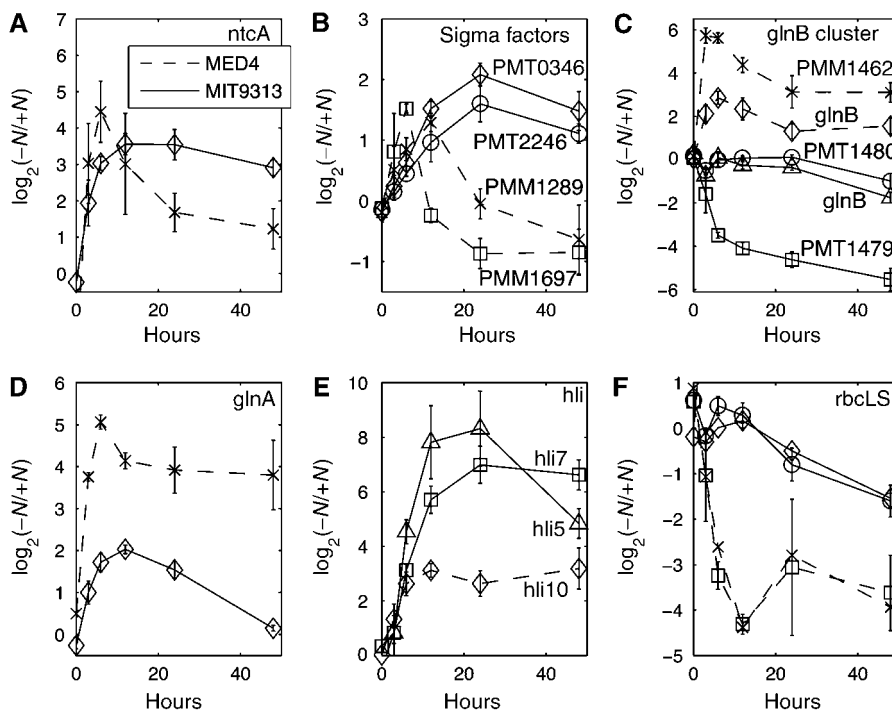 A
ntcA
7
6
5
4
3
2
1
0
MED4
MIT9313
log2(−N/+N)
0
20
40
Hours
B
Sigma factors
3
2
1
0
−1
PMT0346
PMT2246
PMM1289
PMM1697
log2(−N/+N)
0
20
40
Hours
C
glnB cluster
6
4
2
0
−2
−4
−6
PMM1462
glnB
PMT1480
glnB
PMT1479
log2(−N/+N)
0
20
40
Hours
D
glnA
6
5
4
3
2
1
0
log2(−N/+N)
0
20
40
Hours
E
hli
10
8
6
4
2
0
hli7
hli5
hli10
log2(−N/+N)
0
20
40
Hours
F
rbcLS
1
0
−1
−2
−3
−4
−5
log2(−N/+N)
0
20
40
Hours